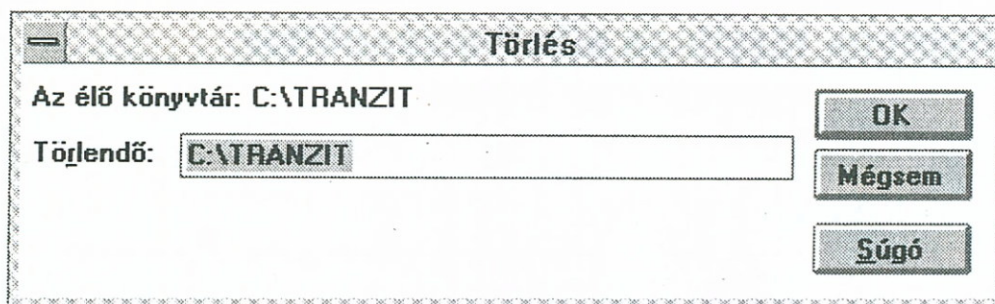 Törlés
Az élő könyvtár: C:\TRANZIT
OK
Törlendő: C:\TRANZIT
Mégsem
Súgó